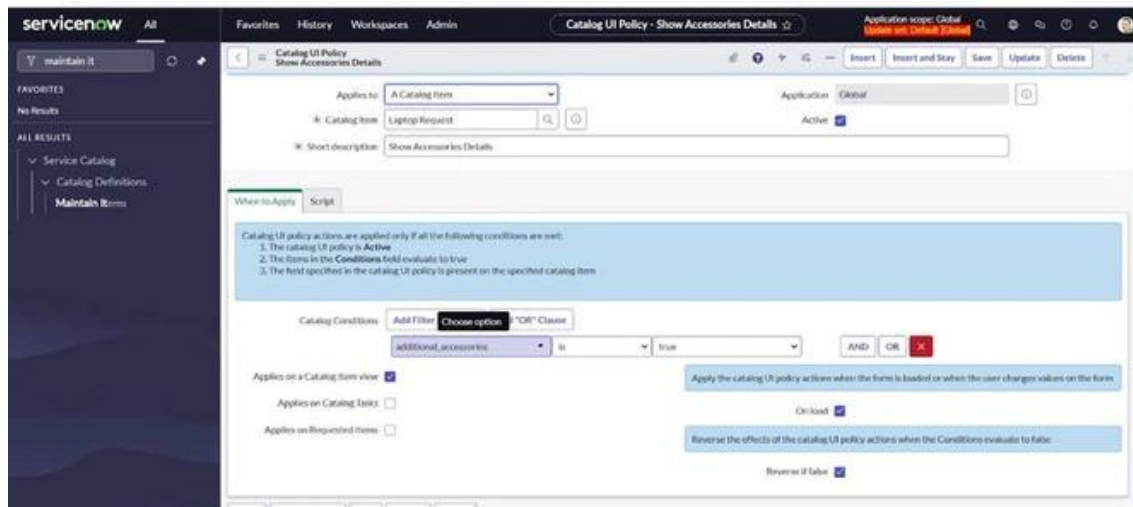 servicenow All Favorites History Workspaces Admin Catalog UI Policy - Show Accessories Details Application scope: Global
Update set: Default [Global]
maintain it
Catalog UI Policy
Show Accessories Details
Insert Insert and Stay Save Update Delete
FAVORITES
No Results
ALL RESULTS
Service Catalog
Catalog Definitions
Maintain Items
Applies to A Catalog Item Application Global
* Catalog Item Laptop Request Active
* Short description Show Accessories Details
When to Apply Script
Catalog UI policy actions are applied only if all the following conditions are met:
1. The catalog UI policy is Active
2. The items in the Conditions field evaluate to true
3. The field specified in the catalog UI policy is present on the specified catalog item
Catalog Conditions Add Filter Choose option "OR" Clause
additional_accessories is true AND OR
Applies on a Catalog Item view Apply the catalog UI policy actions when the form is loaded or when the user changes values on the form
Applies on Catalog Tasks On load
Applies on Requested Items Reverse the effects of the catalog UI policy actions when the Conditions evaluate to false
Reverse if false